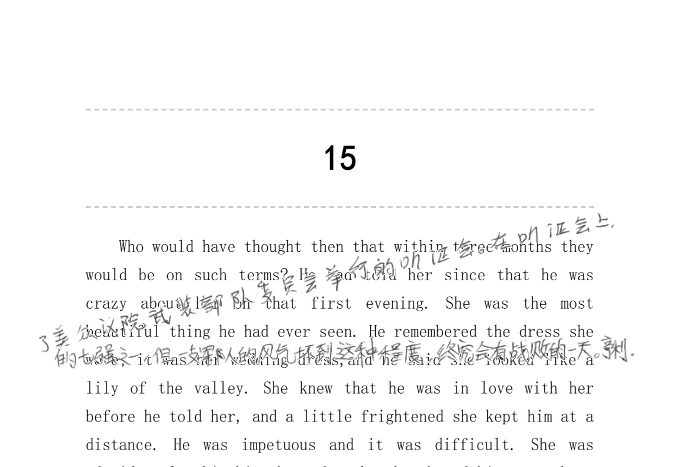 15
Who would have thought then that within three months they
would be on such terms? He had told her since that he was
crazy about her on that first evening. She was the most
beautiful thing he had ever seen. He remembered the dress she
wore; it was her wedding dress, and he said she looked like a
lily of the valley. She knew that he was in love with her
before he told her, and a little frightened she kept him at a
distance. He was impetuous and it was difficult. She was
了美参议院武装部队委员会举行的听证会。在听证会上,
的七强之一,但一支军队的风气坏到这种程度,终究会有战败的一天。亨利.